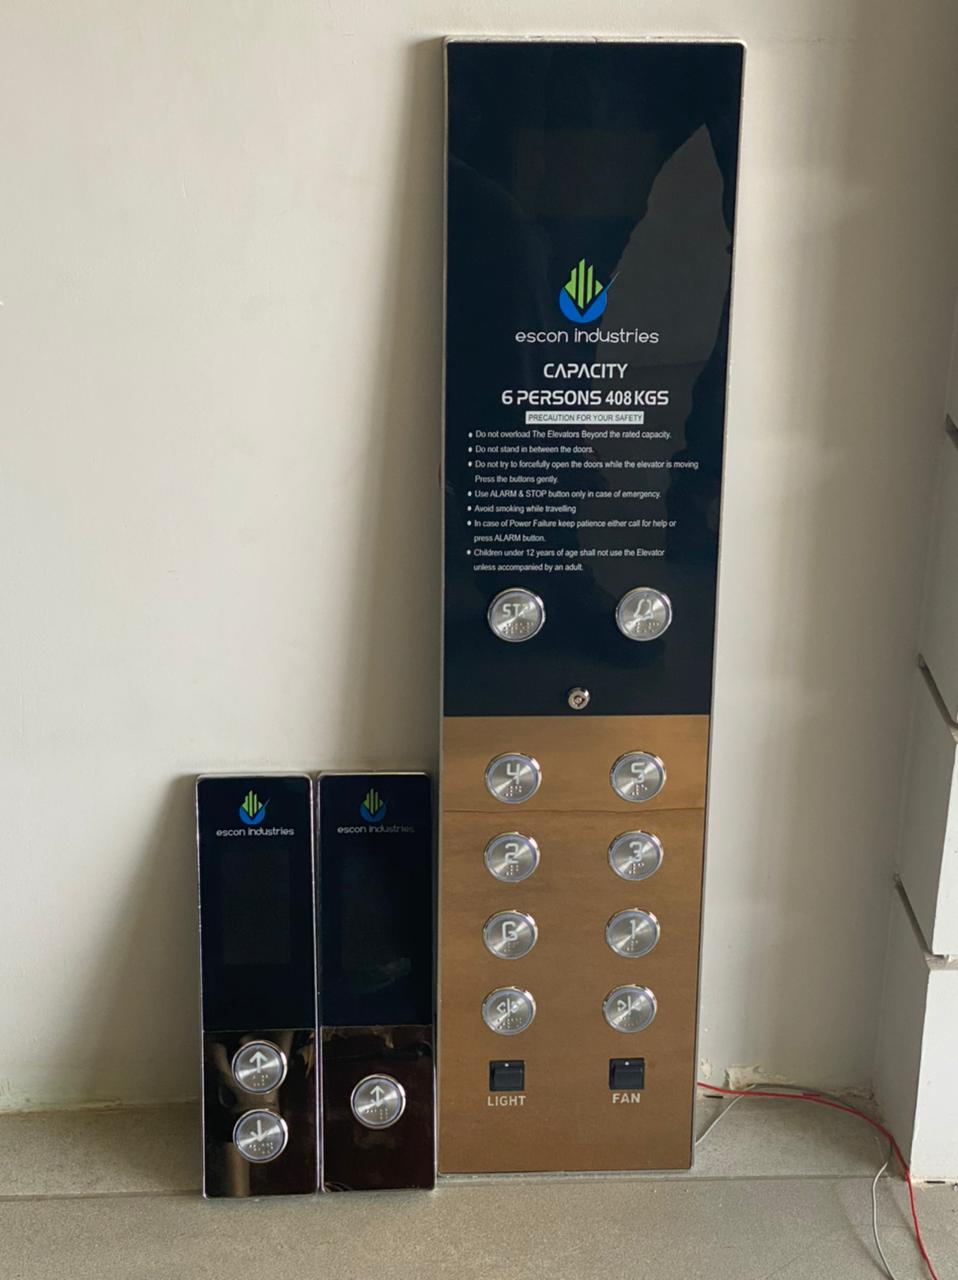 escon industries
CAPACITY
6 PERSONS 408 KGS
PRECAUTION FOR YOUR SAFETY
• Do not overload The Elevators Beyond the rated capacity.
• Do not stand in between the doors.
• Do not try to forcefully open the doors while the elevator is moving
Press the buttons gently.
• Use ALARM & STOP button only in case of emergency.
• Avoid smoking while travelling
• In case of Power Failure keep patience either call for help or
press ALARM button.
• Children under 12 years of age shall not use the Elevator
unless accompanied by an adult.
4 5
2 3
G 1
LIGHT FAN
escon industries
escon industries